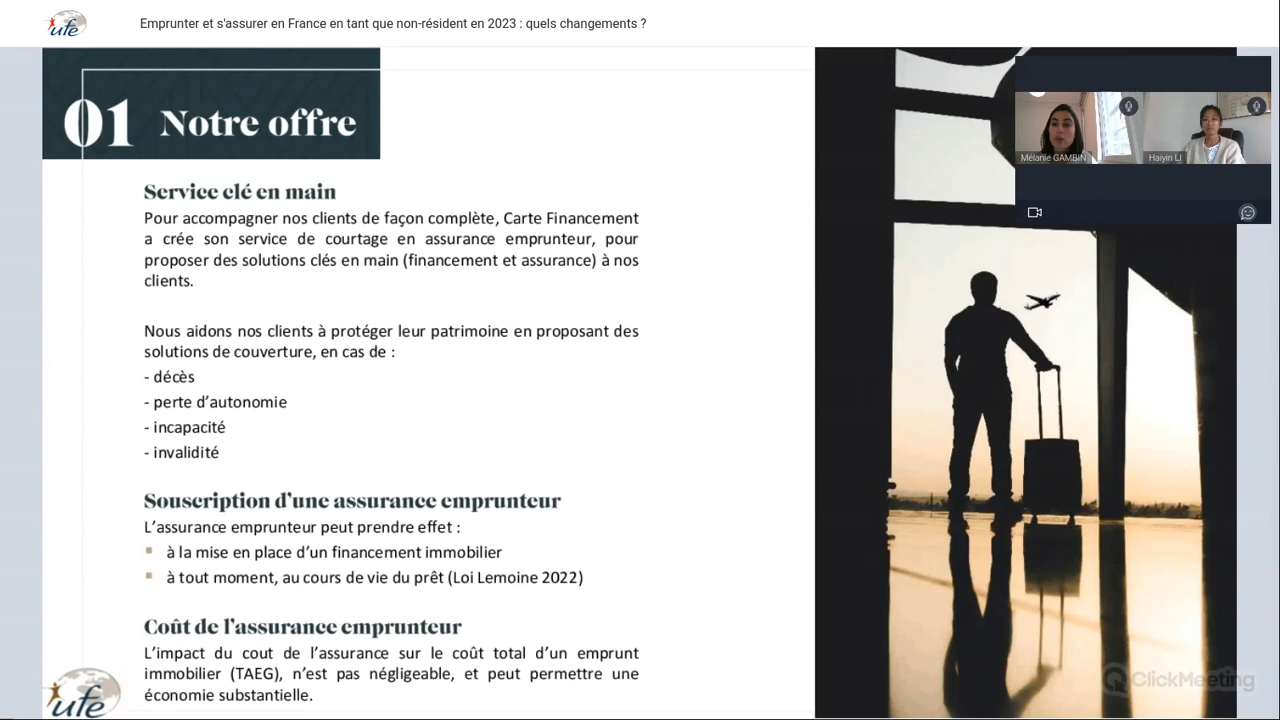 ufe
Emprunter et s'assurer en France en tant que non-résident en 2023 : quels changements ?
01 Notre offre
Mélanie GAMBIN
Haiyin LI
Service clé en main
Pour accompagner nos clients de façon complète, Carte Financement
a crée son service de courtage en assurance emprunteur, pour
proposer des solutions clés en main (financement et assurance) à nos
clients.
Nous aidons nos clients à protéger leur patrimoine en proposant des
solutions de couverture, en cas de :
- décès
- perte d’autonomie
- incapacité
- invalidité
Souscription d’une assurance emprunteur
L’assurance emprunteur peut prendre effet :
▪ à la mise en place d’un financement immobilier
▪ à tout moment, au cours de vie du prêt (Loi Lemoine 2022)
Coût de l’assurance emprunteur
L’impact du cout de l’assurance sur le coût total d’un emprunt
immobilier (TAEG), n’est pas négligeable, et peut permettre une
économie substantielle.
ufe
ClickMeeting